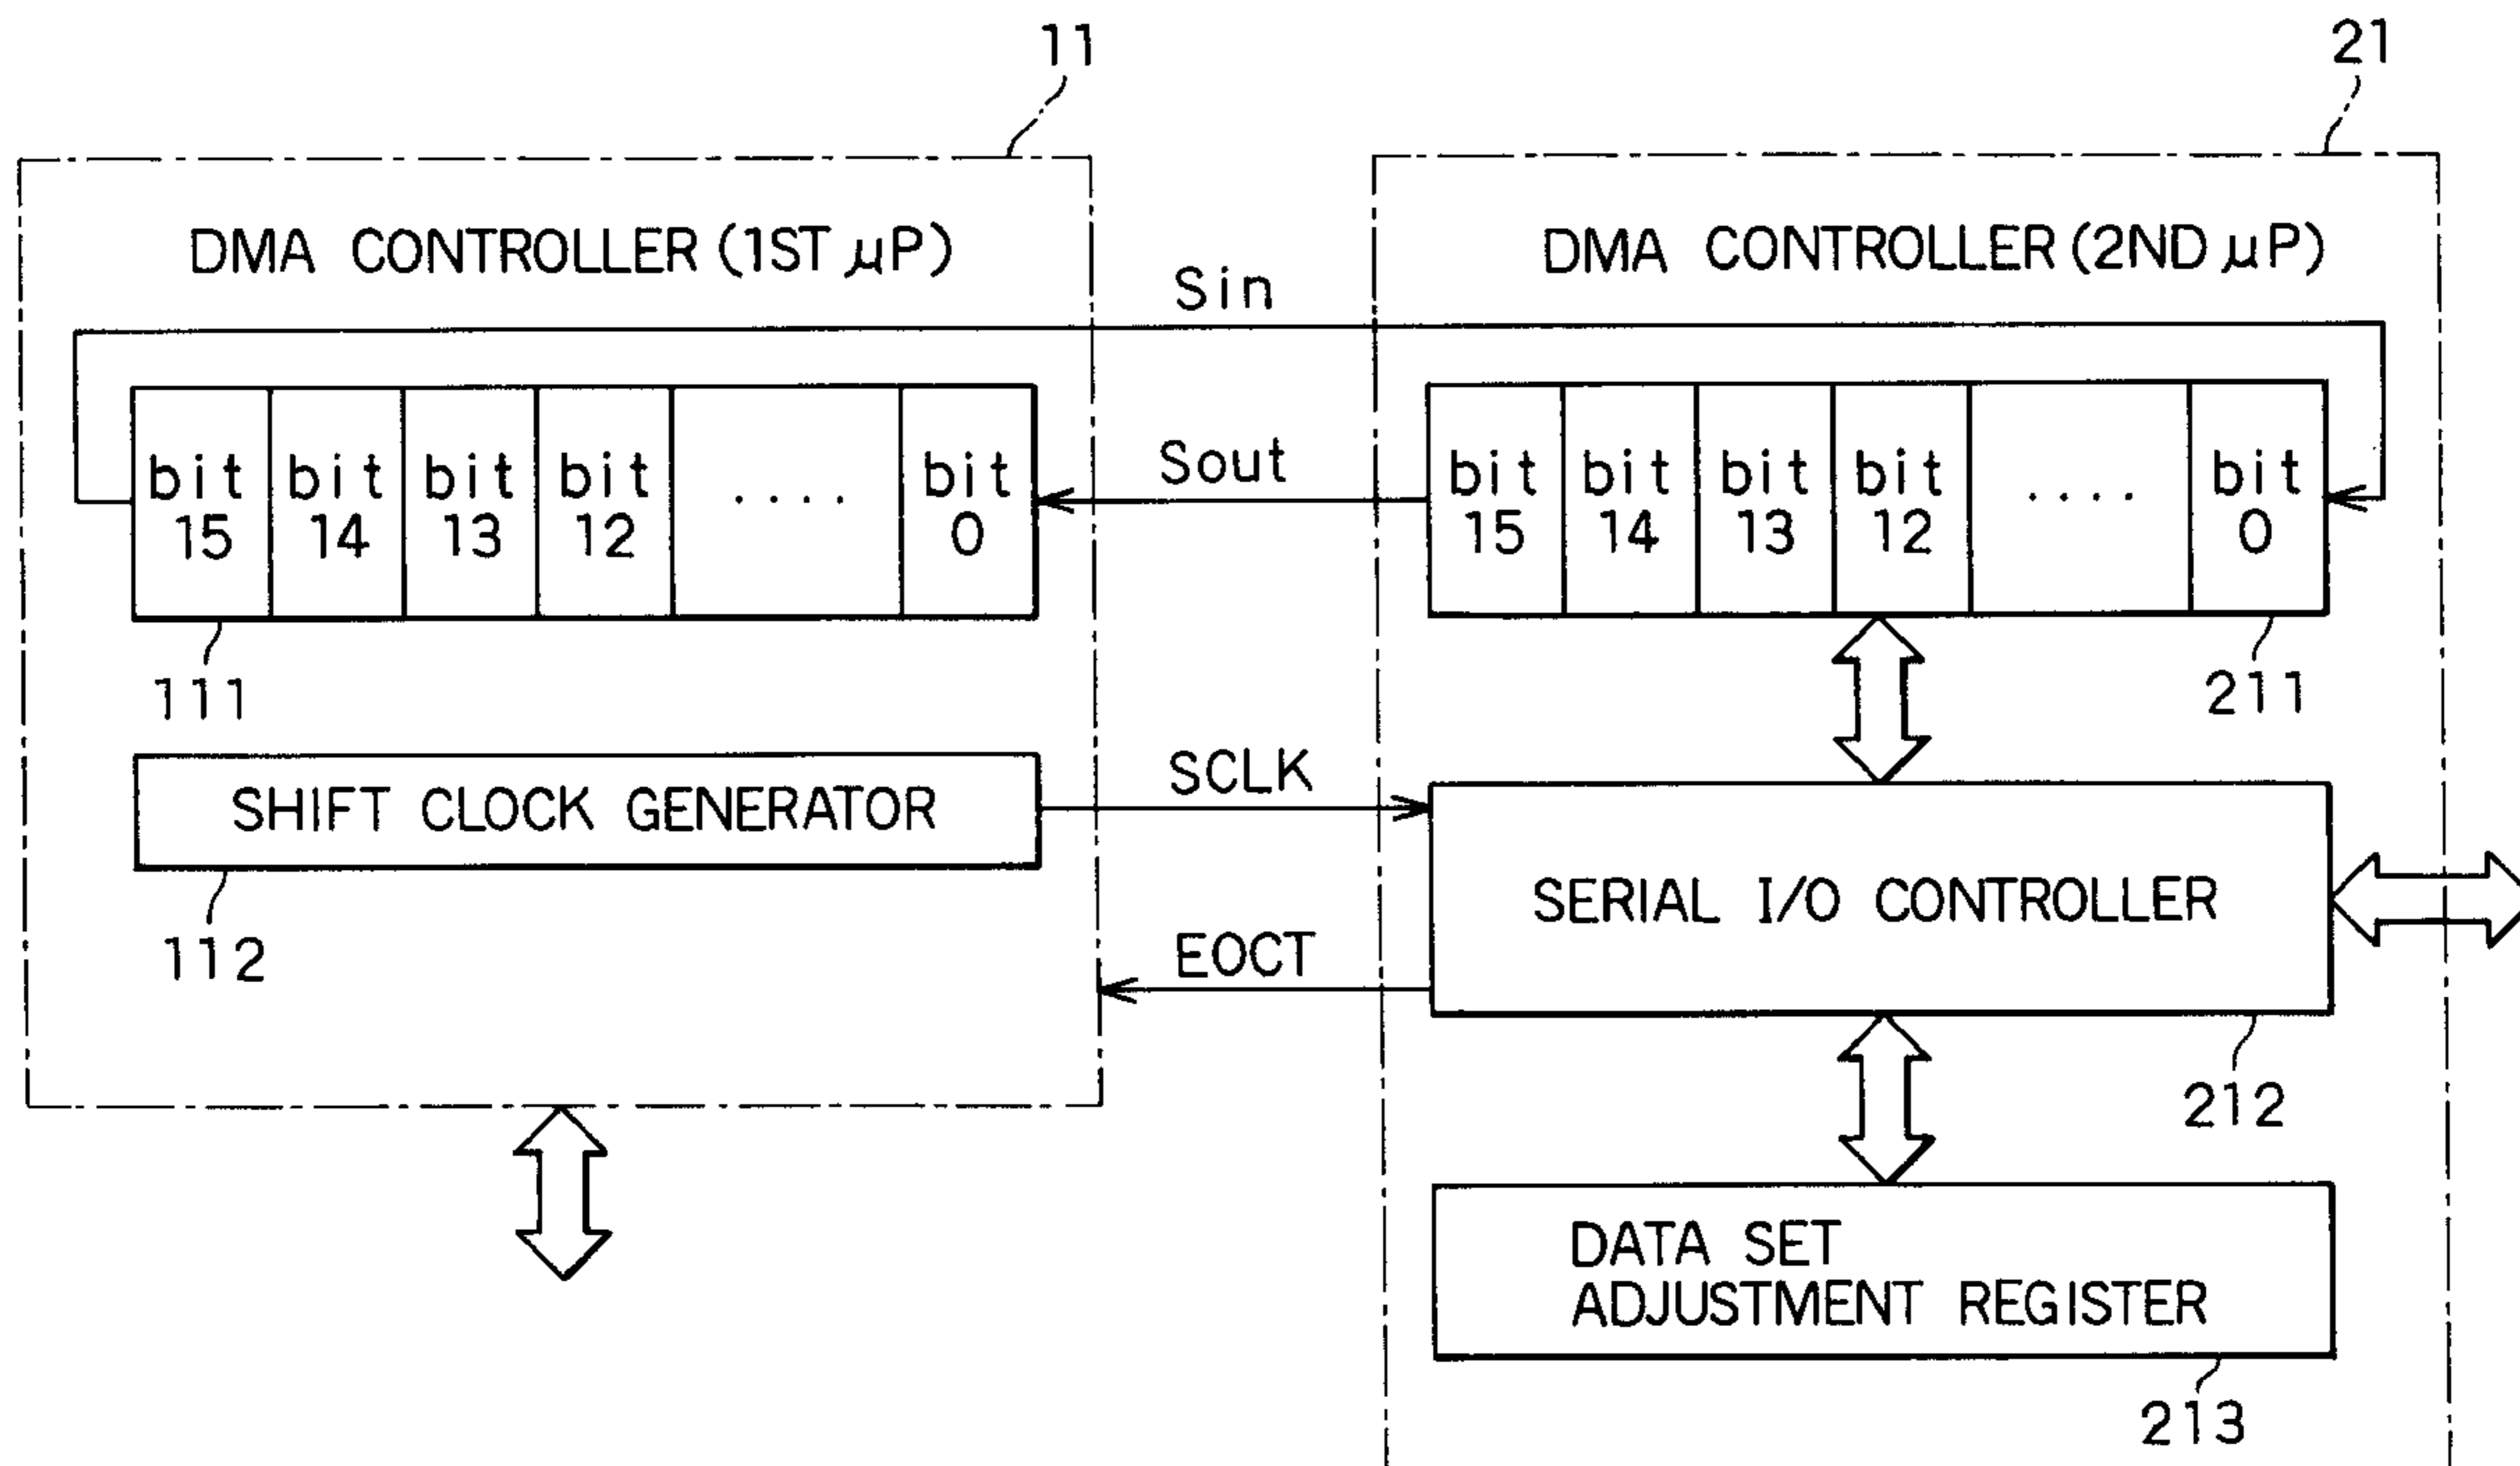 11
21
DMA CONTROLLER (1ST µP)
DMA CONTROLLER (2ND µP)
Sin
bit 15
bit 14
bit 13
bit 12
....
bit 0
Sout
bit 15
bit 14
bit 13
bit 12
....
bit 0
111
211
SHIFT CLOCK GENERATOR
SCLK
112
SERIAL I/O CONTROLLER
EOCT
212
DATA SET
ADJUSTMENT REGISTER
213